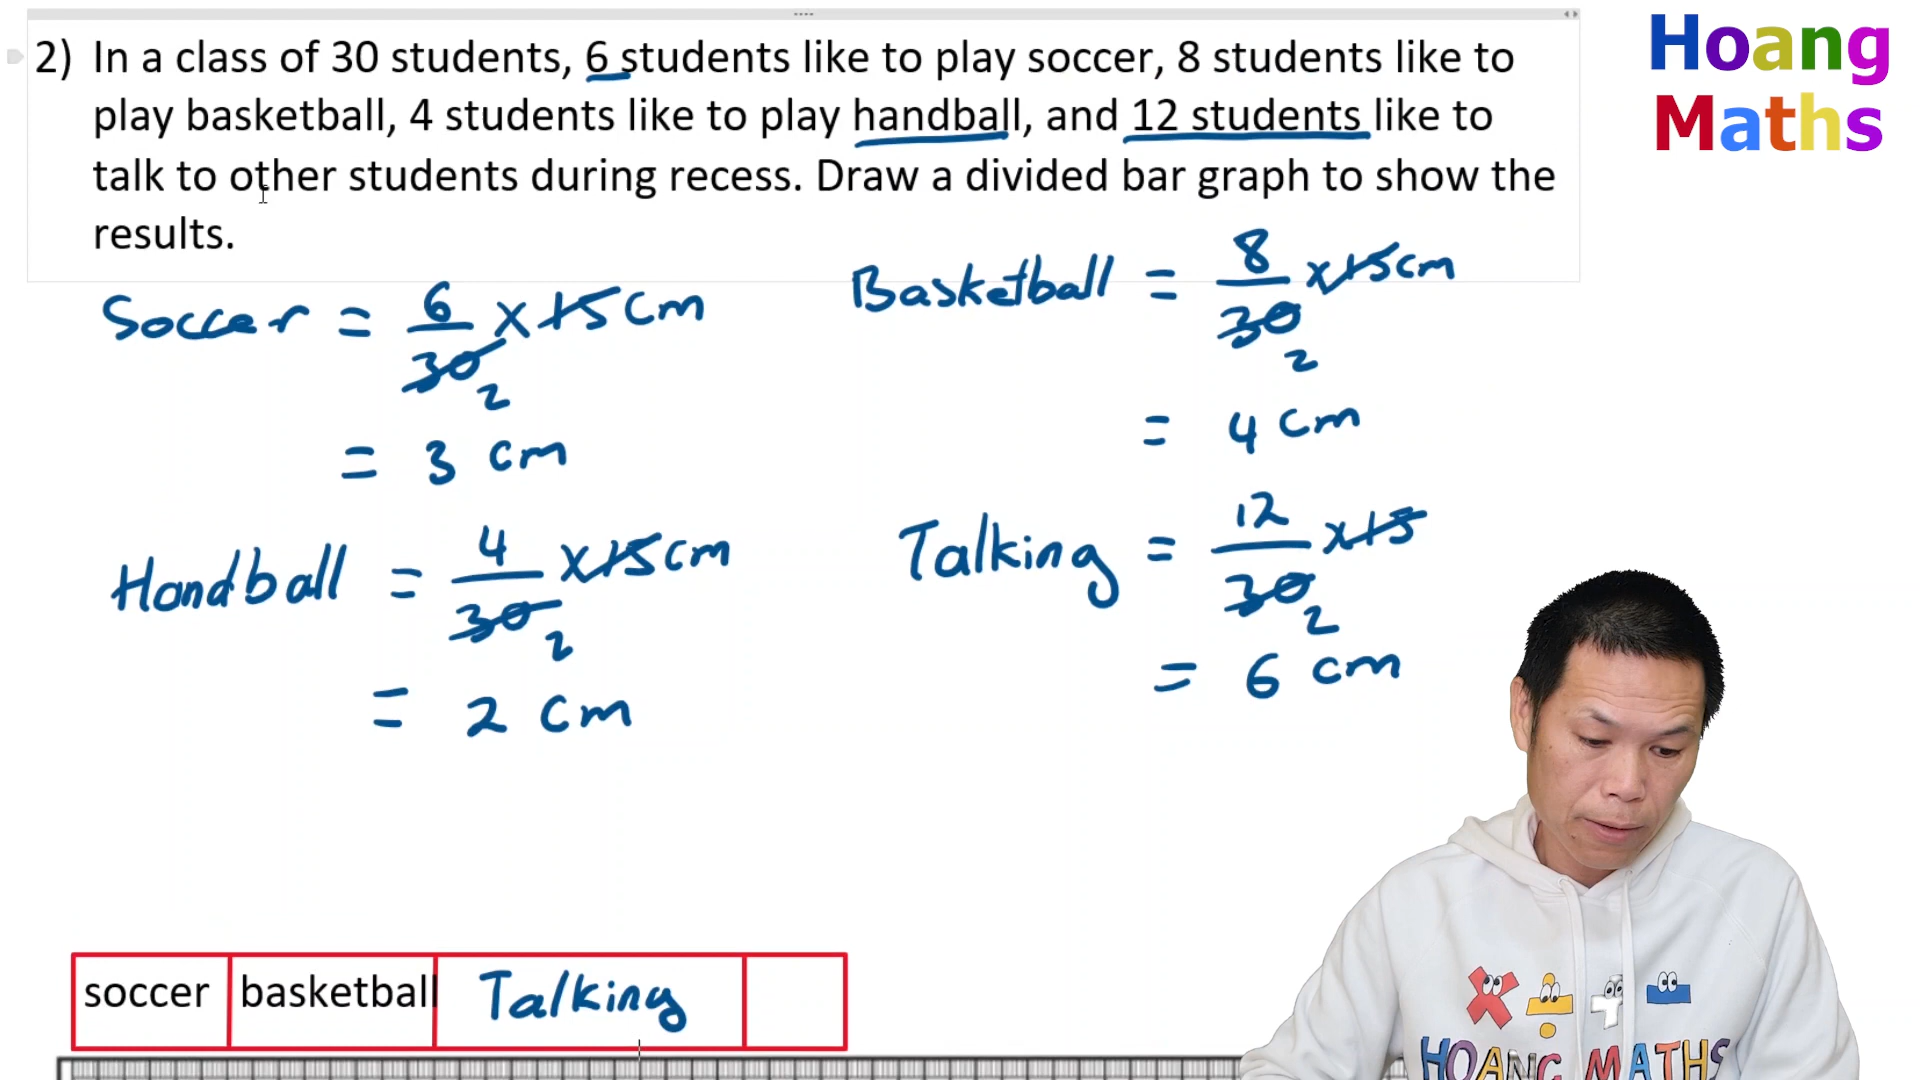 2) In a class of 30 students, 6 students like to play soccer, 8 students like to
play basketball, 4 students like to play handball, and 12 students like to
talk to other students during recess. Draw a divided bar graph to show the
results.
Hoang
Maths
Soccer = 6/30 x 15 cm
2
= 3 cm
Basketball = 8/30 x 15 cm
2
= 4 cm
Handball = 4/30 x 15 cm
2
= 2 cm
Talking = 12/30 x 15
2
= 6 cm
soccer basketball Talking
HOANG MATHS